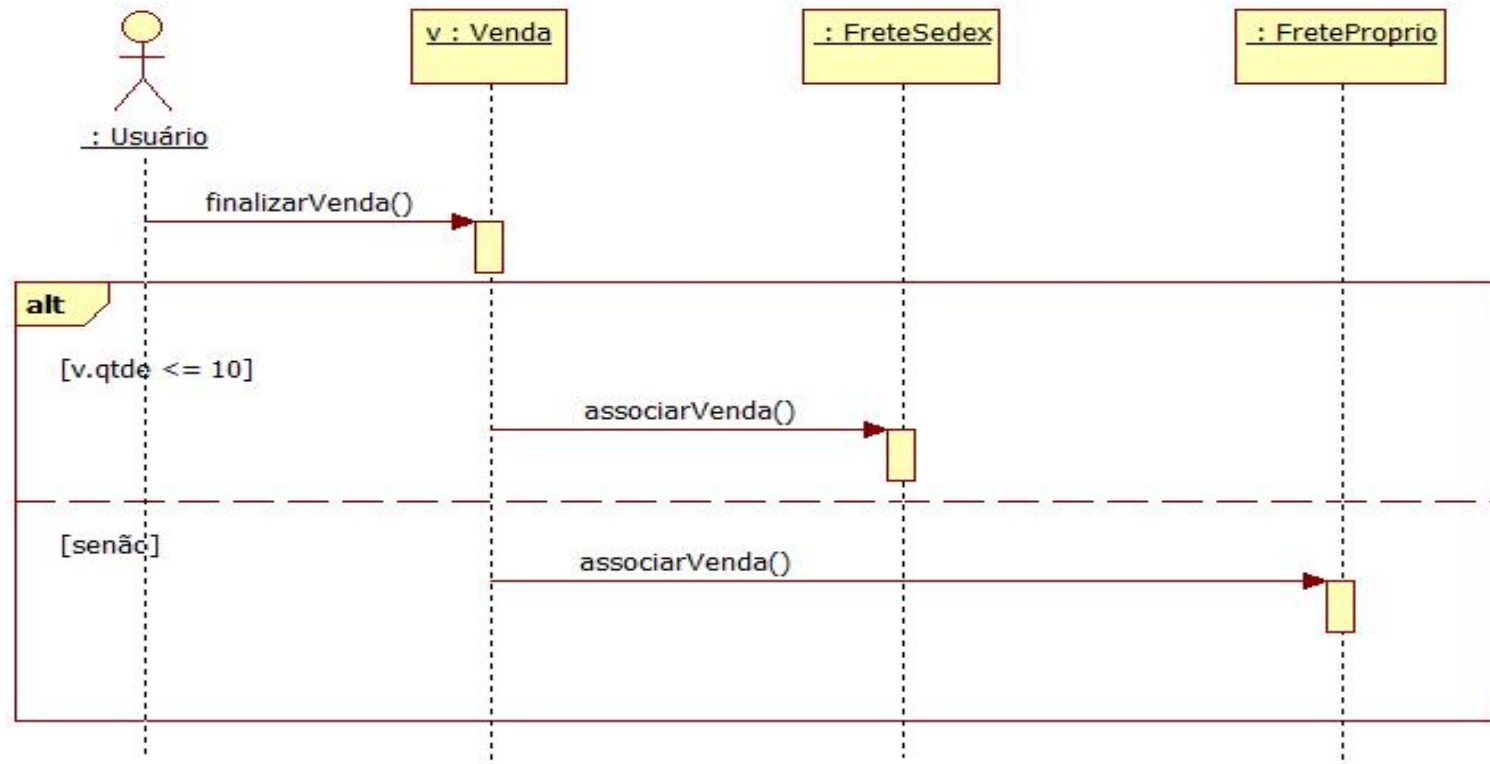 v : Venda
: FreteSedex
: FreteProprio
: Usuário
finalizarVenda()
alt
[v.qtde <= 10]
associarVenda()
[senão]
associarVenda()